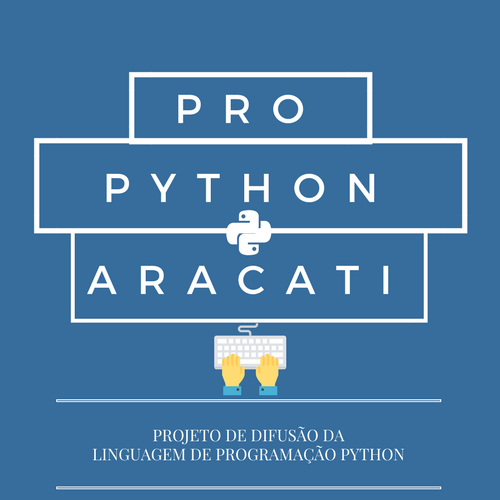 PRO
PYTHON
ARACATI
PROJETO DE DIFUSÃO DA
LINGUAGEM DE PROGRAMAÇÃO PYTHON